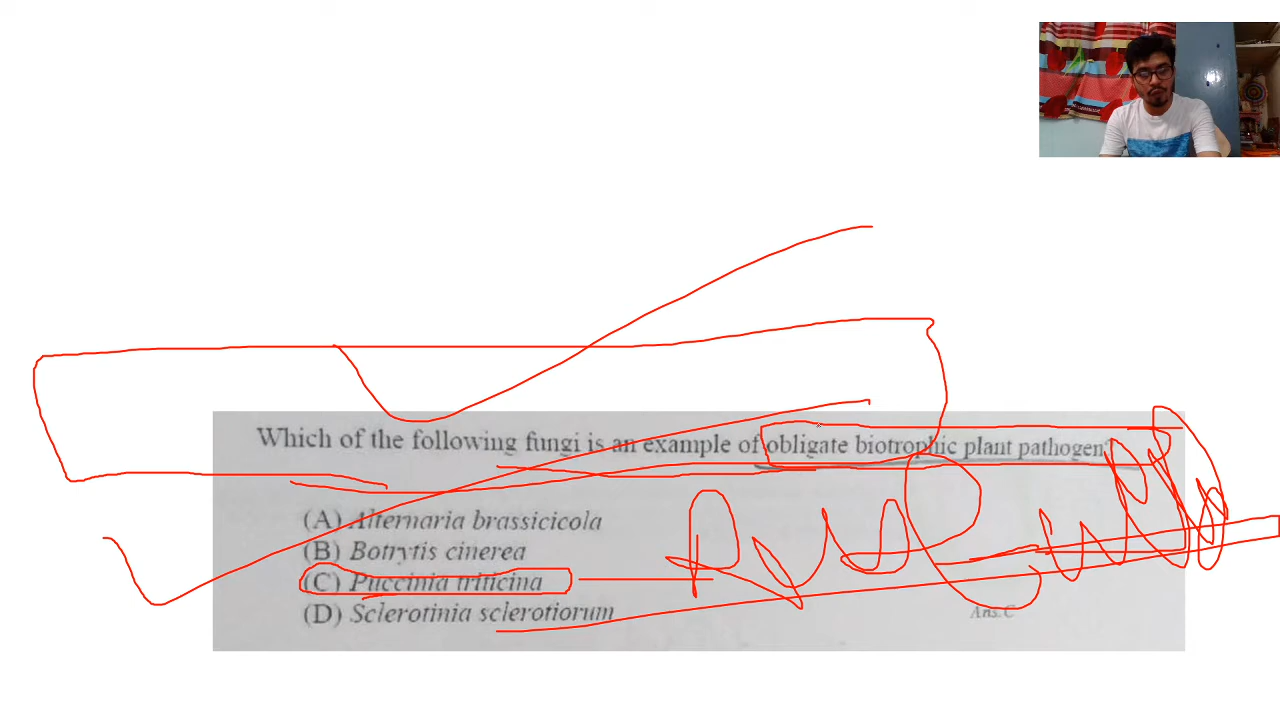 Which of the following fungi is an example of obligate biotrophic plant pathogen?
(A) Alternaria brassicicola
(B) Botrytis cinerea
(C) Puccinia triticina
(D) Sclerotinia sclerotiorum
Ans. C